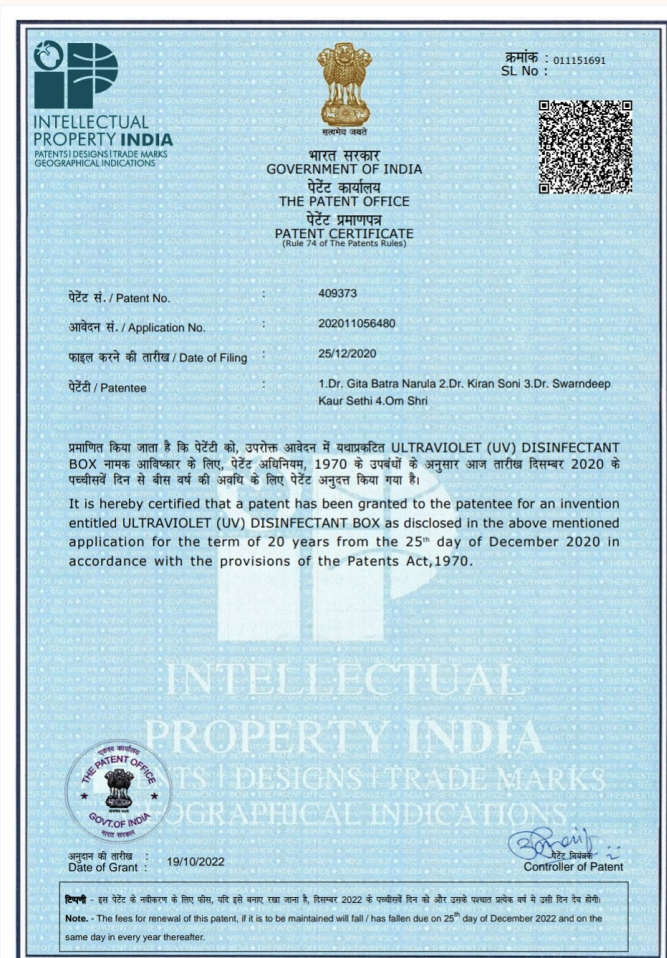 INTELLECTUAL
PROPERTY INDIA
PATENTS | DESIGNS | TRADE MARKS
GEOGRAPHICAL INDICATIONS
सत्यमेव जयते
क्रमांक : 011151691
SL No :
भारत सरकार
GOVERNMENT OF INDIA
पेटेंट कार्यालय
THE PATENT OFFICE
पेटेंट प्रमाणपत्र
PATENT CERTIFICATE
(Rule 74 of The Patents Rules)
पेटेंट सं. / Patent No. : 409373
आवेदन सं. / Application No. : 202011056480
फाइल करने की तारीख / Date of Filing : 25/12/2020
पेटेंटी / Patentee : 1.Dr. Gita Batra Narula 2.Dr. Kiran Soni 3.Dr. Swarndeep
Kaur Sethi 4.Om Shri
प्रमाणित किया जाता है कि पेटेंटी को, उपरोक्त आवेदन में यथाप्रकटित ULTRAVIOLET (UV) DISINFECTANT
BOX नामक आविष्कार के लिए, पेटेंट अधिनियम, 1970 के उपबंधों के अनुसार आज तारीख दिसम्बर 2020 के
पच्चीसवें दिन से बीस वर्ष की अवधि के लिए पेटेंट अनुदत्त किया गया है।
It is hereby certified that a patent has been granted to the patentee for an invention
entitled ULTRAVIOLET (UV) DISINFECTANT BOX as disclosed in the above mentioned
application for the term of 20 years from the 25th day of December 2020 in
accordance with the provisions of the Patents Act,1970.
INTELLECTUAL
PROPERTY INDIA
TS | DESIGNS | TRADE MARKS
OGRAPHICAL INDICATIONS
THE PATENT OFFICE
GOVT.OF INDIA
भारत सरकार
अनुदान की तारीख :
Date of Grant : 19/10/2022
पेटेंट नियंत्रक
Controller of Patent
टिप्पणी - इस पेटेंट के नवीकरण के लिए फीस, यदि इसे बनाए रखा जाना है, दिसम्बर 2022 के पच्चीसवें दिन को और उसके पश्चात प्रत्येक वर्ष मे उसी दिन देय होगी।
Note. - The fees for renewal of this patent, if it is to be maintained will fall / has fallen due on 25th day of December 2022 and on the
same day in every year thereafter.